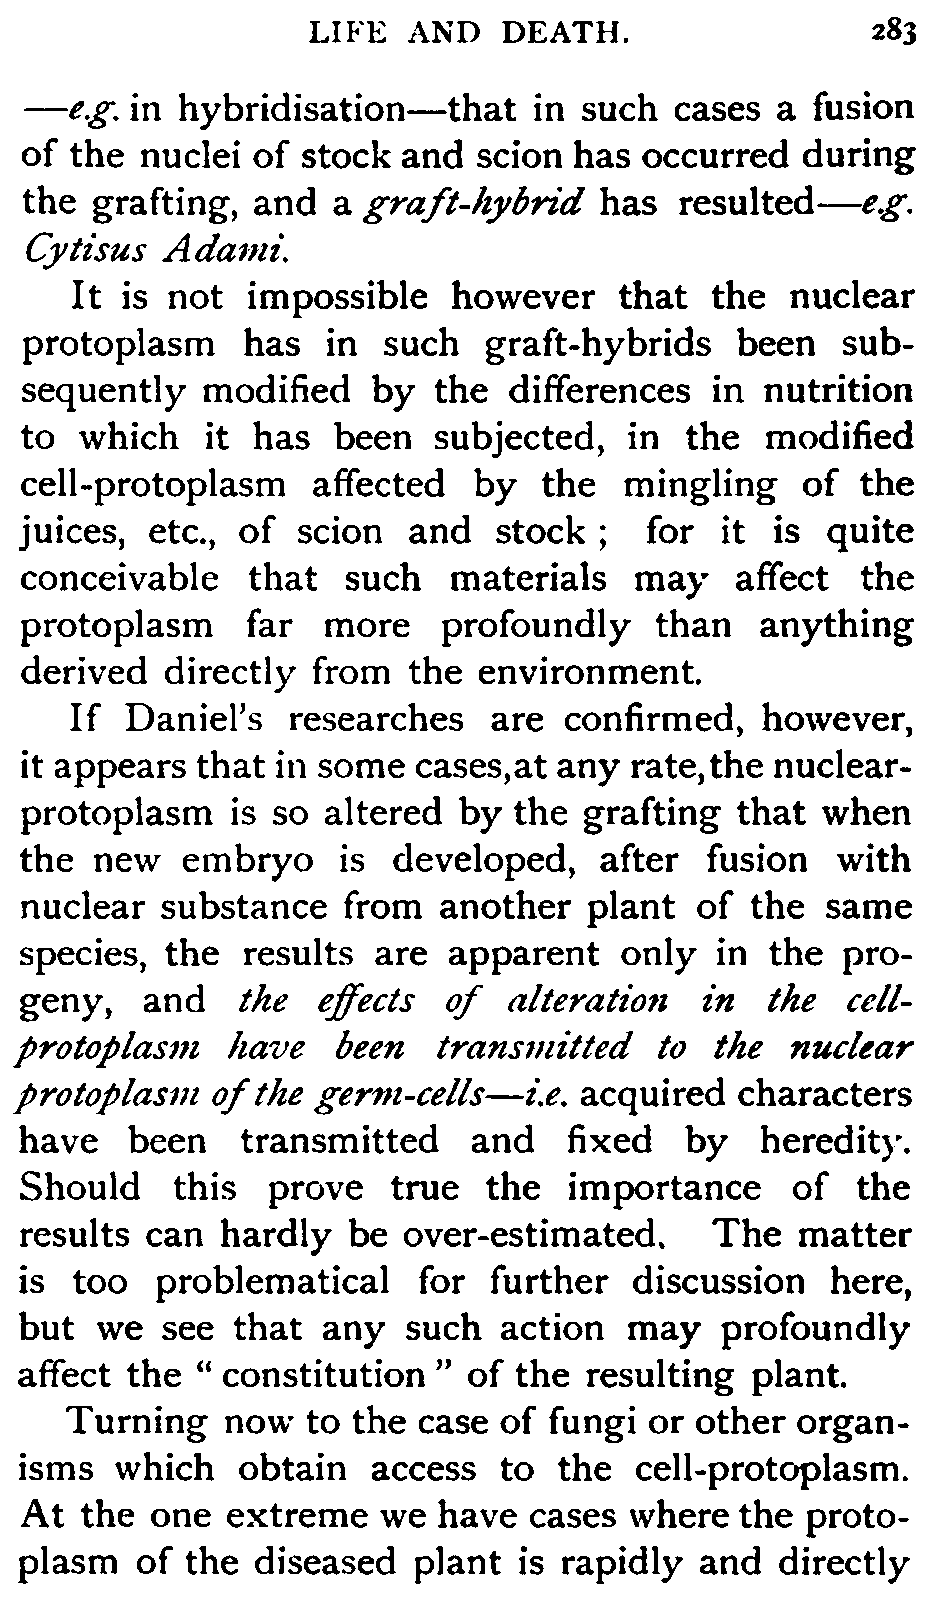 LIFE AND DEATH. 283
—e.g. in hybridisation—that in such cases a fusion
of the nuclei of stock and scion has occurred during
the grafting, and a graft-hybrid has resulted—e.g.
Cytisus Adami.
It is not impossible however that the nuclear
protoplasm has in such graft-hybrids been sub-
sequently modified by the differences in nutrition
to which it has been subjected, in the modified
cell-protoplasm affected by the mingling of the
juices, etc., of scion and stock ; for it is quite
conceivable that such materials may affect the
protoplasm far more profoundly than anything
derived directly from the environment.
If Daniel's researches are confirmed, however,
it appears that in some cases, at any rate, the nuclear-
protoplasm is so altered by the grafting that when
the new embryo is developed, after fusion with
nuclear substance from another plant of the same
species, the results are apparent only in the pro-
geny, and the effects of alteration in the cell-
protoplasm have been transmitted to the nuclear
protoplasm of the germ-cells—i.e. acquired characters
have been transmitted and fixed by heredity.
Should this prove true the importance of the
results can hardly be over-estimated. The matter
is too problematical for further discussion here,
but we see that any such action may profoundly
affect the " constitution " of the resulting plant.
Turning now to the case of fungi or other organ-
isms which obtain access to the cell-protoplasm.
At the one extreme we have cases where the proto-
plasm of the diseased plant is rapidly and directly